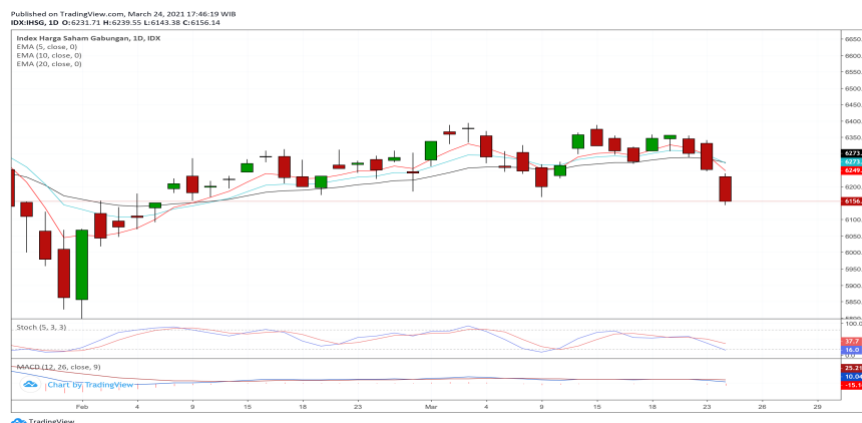 Published on TradingView.com, March 24, 2021 17:46:19 WIB
IDX:IHSG, 1D O:6231.71 H:6239.55 L:6143.38 C:6156.14
Index Harga Saham Gabungan, 1D, IDX
EMA (5, close, 0)
EMA (10, close, 0)
EMA (20, close, 0)
6650.
6600.
6550.
6500.
6450.
6400.
6350.
6300.
6273.
6273.
6249.
6200.
6156.
6100.
6050.
6000.
5950.
5900.
5850.
Stoch (5, 3, 3)
100.0
37.7
16.0
MACD (12, 26, close, 9)
25.21
10.04
-15.1
Chart by TradingView
Feb 4 9 15 18 23 Mar 4 9 15 18 23 26 29
TradingView